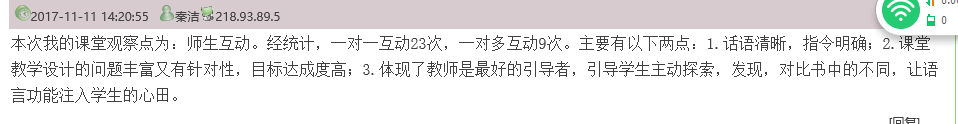 2017-11-11 14:20:55 秦洁 218.93.89.5
0.0
0
本次我的课堂观察点为：师生互动。经统计，一对一互动23次，一对多互动9次。主要有以下两点：1.话语清晰，指令明确；2.课堂
教学设计的问题丰富又有针对性，目标达成度高；3.体现了教师是最好的引导者，引导学生主动探索，发现，对比书中的不同，让语
言功能注入学生的心田。
[回复]